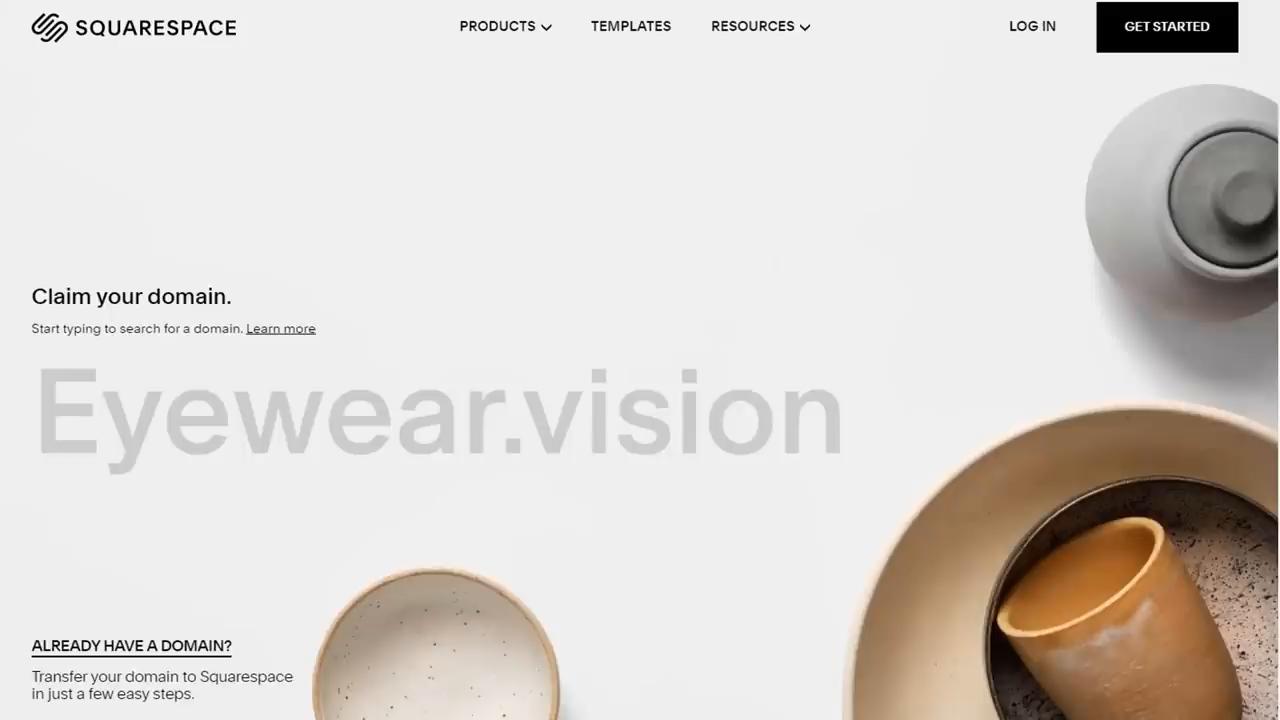 SQUARESPACE
PRODUCTS
TEMPLATES
RESOURCES
LOG IN
GET STARTED
Claim your domain.
Start typing to search for a domain. Learn more
Eyewear.vision
ALREADY HAVE A DOMAIN?
Transfer your domain to Squarespace
in just a few easy steps.